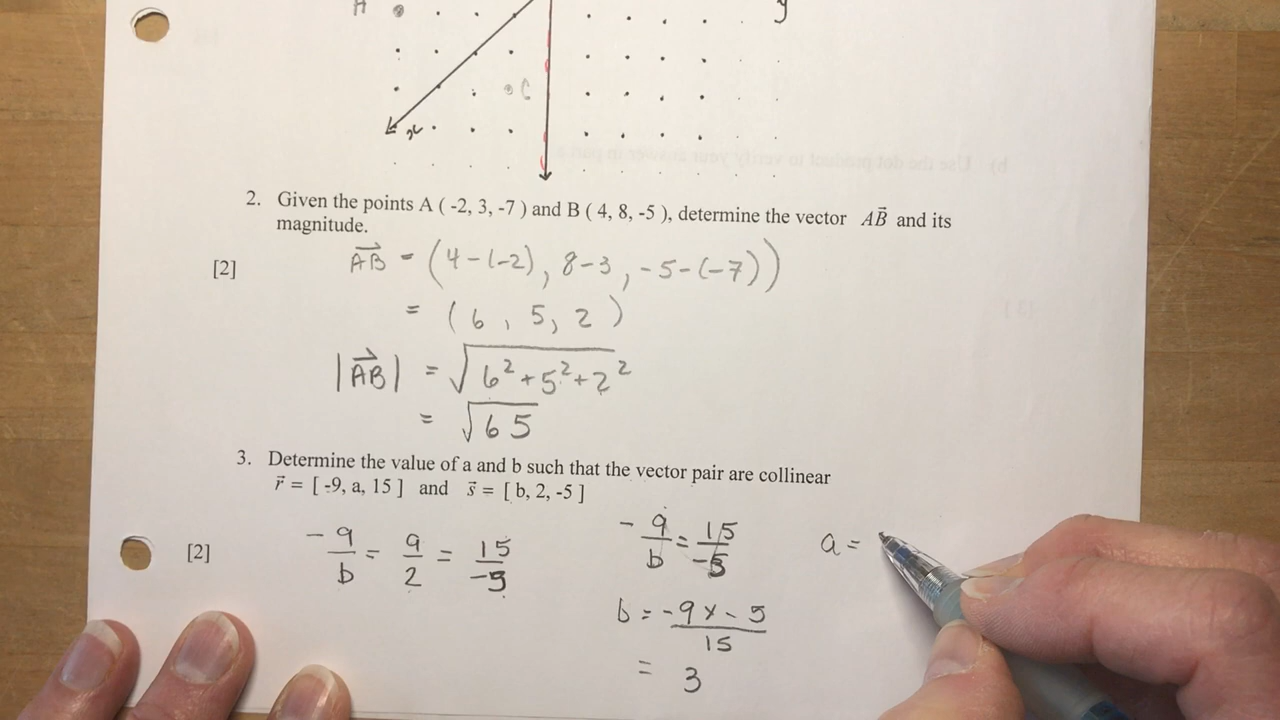 A
y
C
x
2. Given the points A ( -2, 3, -7 ) and B ( 4, 8, -5 ), determine the vector AB⃗ and its
magnitude.
[2]
AB⃗ = (4-(-2), 8-3, -5-(-7))
= (6, 5, 2)
|AB⃗| = √6²+5²+2²
= √65
3. Determine the value of a and b such that the vector pair are collinear
r⃗ = [ -9, a, 15 ] and s⃗ = [ b, 2, -5 ]
[2]
-9/b = a/2 = 15/-5
-9/b = 15/-5
b = -9 x -5/15
= 3
a =